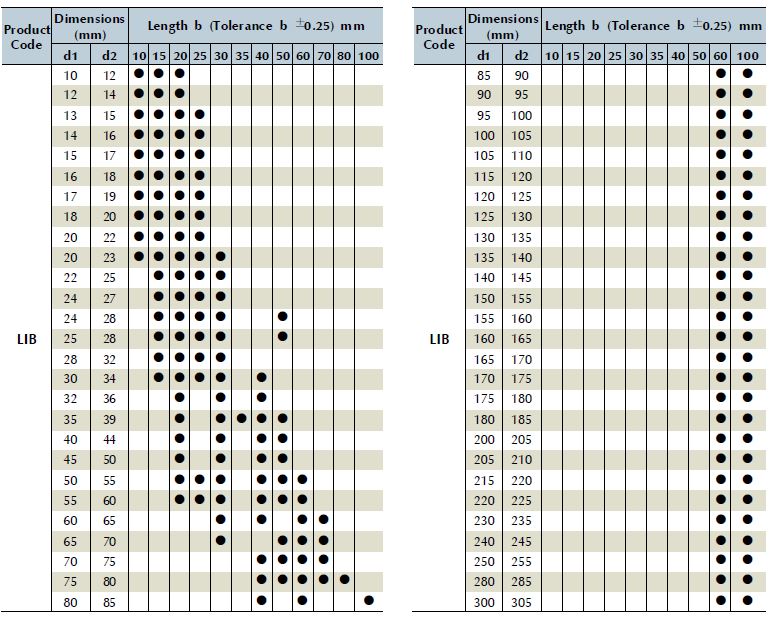 Product Code
Dimensions
(mm)
Length b (Tolerance b ±0.25) mm
d1 d2 10 15 20 25 30 35 40 50 60 70 80 100
LIB
10 12 ● ● ●
12 14 ● ● ●
13 15 ● ● ● ●
14 16 ● ● ● ●
15 17 ● ● ● ●
16 18 ● ● ● ●
17 19 ● ● ● ●
18 20 ● ● ● ●
20 22 ● ● ● ●
20 23 ● ● ● ● ●
22 25 ● ● ● ●
24 27 ● ● ● ●
24 28 ● ● ● ● ●
25 28 ● ● ● ● ●
28 32 ● ● ● ●
30 34 ● ● ● ● ●
32 36 ● ● ●
35 39 ● ● ● ● ●
40 44 ● ● ● ●
45 50 ● ● ● ●
50 55 ● ● ● ● ● ●
55 60 ● ● ● ● ● ●
60 65 ● ● ● ●
65 70 ● ● ● ●
70 75 ● ● ● ●
75 80 ● ● ● ● ●
80 85 ● ● ●
Product Code
Dimensions
(mm)
Length b (Tolerance b ±0.25) mm
d1 d2 10 15 20 25 30 35 40 50 60 100
LIB
85 90 ● ●
90 95 ● ●
95 100 ● ●
100 105 ● ●
105 110 ● ●
115 120 ● ●
120 125 ● ●
125 130 ● ●
130 135 ● ●
135 140 ● ●
140 145 ● ●
150 155 ● ●
155 160 ● ●
160 165 ● ●
165 170 ● ●
170 175 ● ●
175 180 ● ●
180 185 ● ●
200 205 ● ●
205 210 ● ●
215 220 ● ●
220 225 ● ●
230 235 ● ●
240 245 ● ●
250 255 ● ●
280 285 ● ●
300 305 ● ●